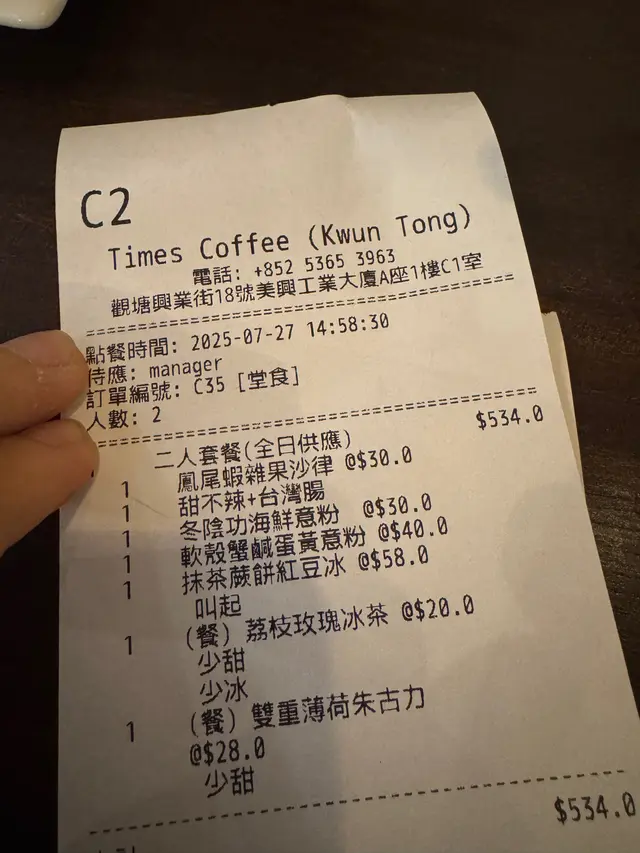 C2
Times Coffee (Kwun Tong)
電話: +852 5365 3963
觀塘興業街18號美興工業大廈A座1樓C1室
點餐時間: 2025-07-27 14:58:30
侍應: manager
訂單編號: C35 [堂食]
人數: 2
1 二人套餐(全日供應) $534.0
1 鳳尾蝦雜果沙律 @$30.0
1 甜不辣+台灣腸
1 冬陰功海鮮意粉 @$30.0
1 軟殼蟹鹹蛋黃意粉 @$40.0
1 抹茶蕨餅紅豆冰 @$58.0
叫起
1 (餐) 荔枝玫瑰冰茶 @$20.0
少甜
少冰
1 (餐) 雙重薄荷朱古力
@$28.0
少甜
$534.0